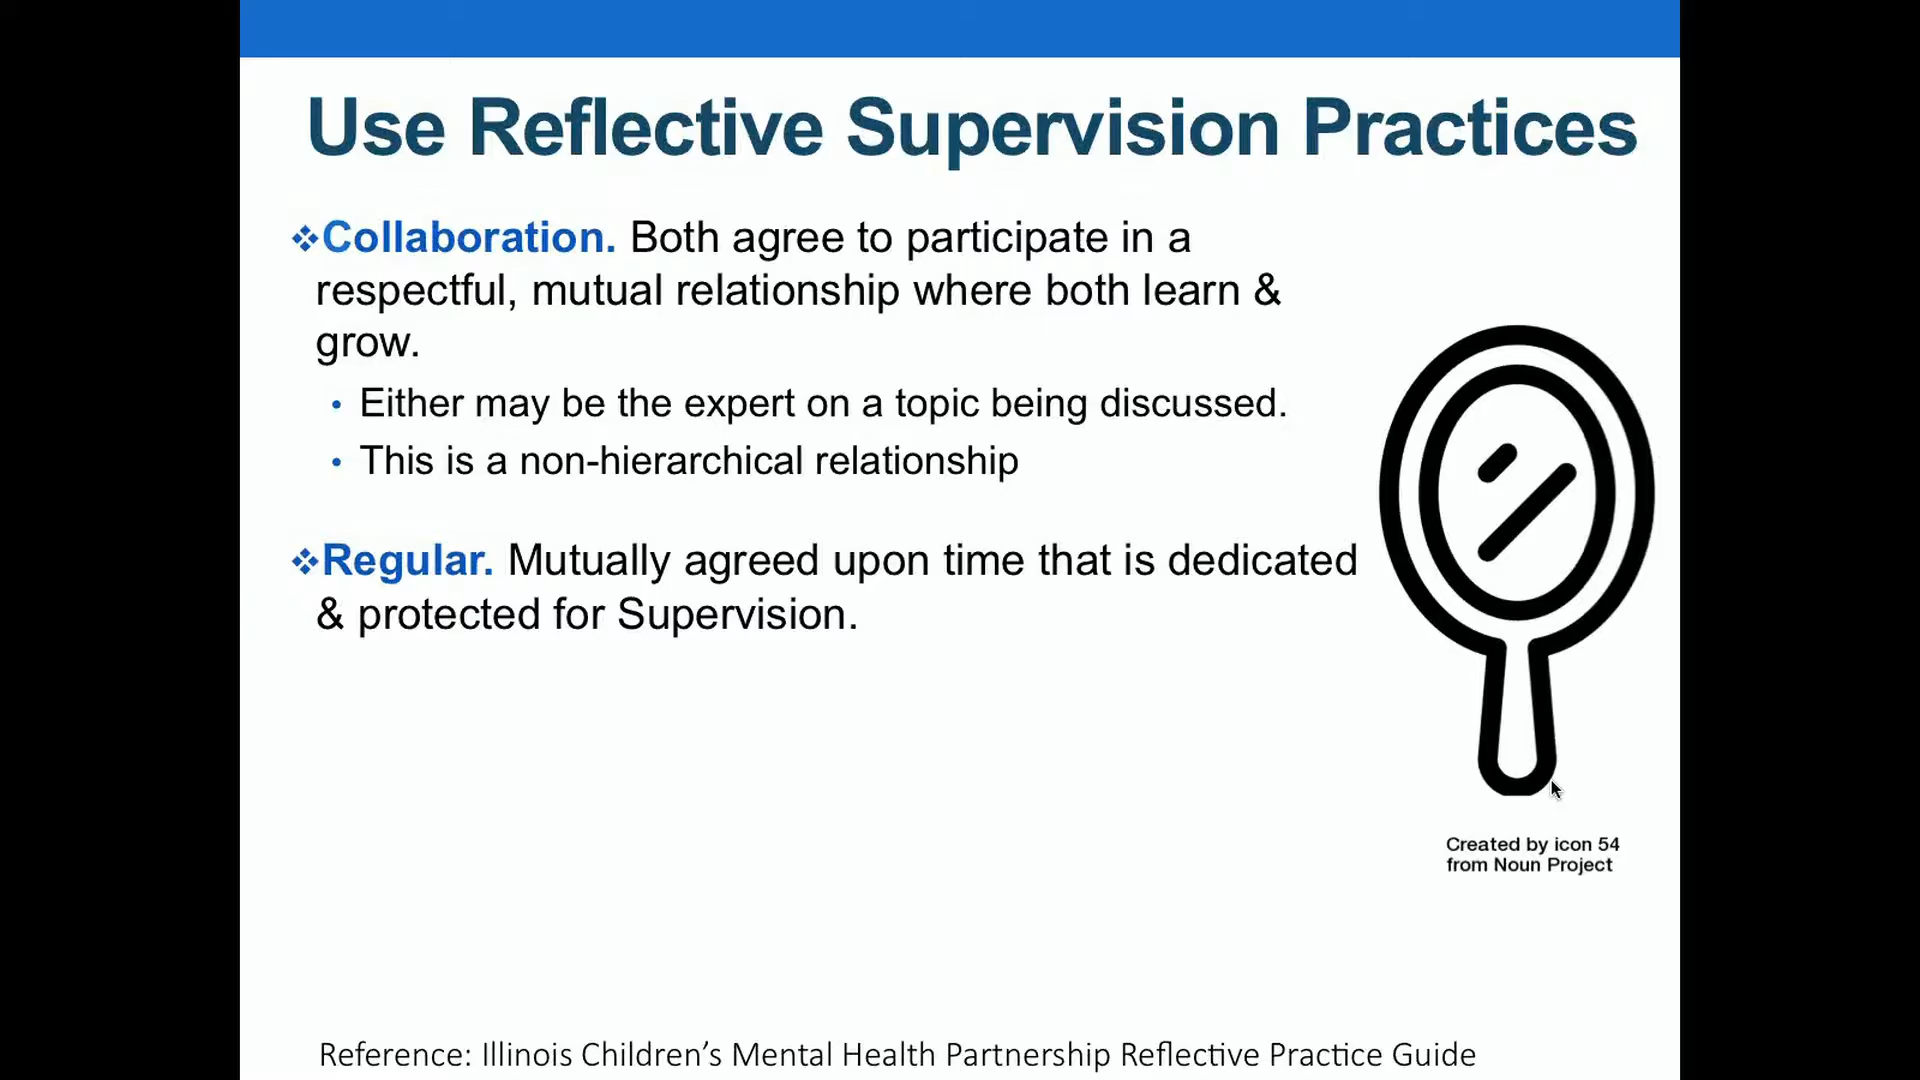 Use Reflective Supervision Practices
❖Collaboration. Both agree to participate in a
respectful, mutual relationship where both learn &
grow.
• Either may be the expert on a topic being discussed.
• This is a non-hierarchical relationship
❖Regular. Mutually agreed upon time that is dedicated
& protected for Supervision.
Created by icon 54
from Noun Project
Reference: Illinois Children’s Mental Health Partnership Reflective Practice Guide